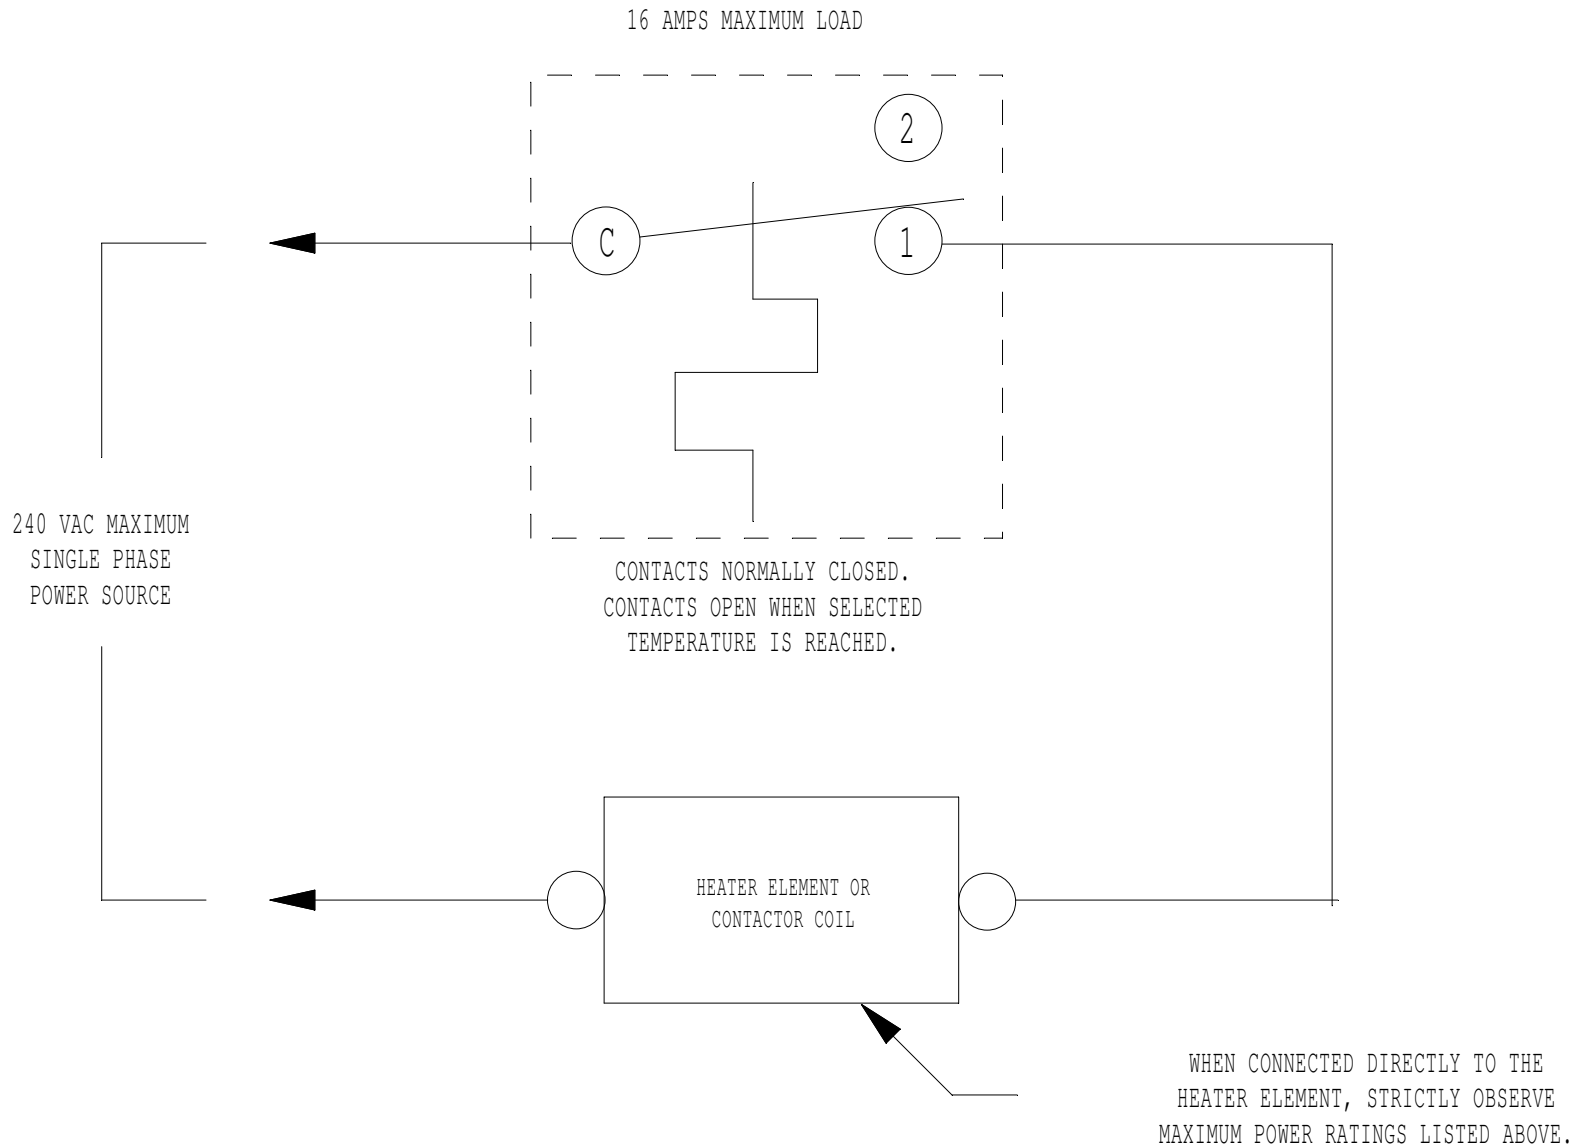 16 AMPS MAXIMUM LOAD
2
C
1
240 VAC MAXIMUM
SINGLE PHASE
POWER SOURCE
CONTACTS NORMALLY CLOSED.
CONTACTS OPEN WHEN SELECTED
TEMPERATURE IS REACHED.
HEATER ELEMENT OR
CONTACTOR COIL
WHEN CONNECTED DIRECTLY TO THE
HEATER ELEMENT, STRICTLY OBSERVE
MAXIMUM POWER RATINGS LISTED ABOVE.